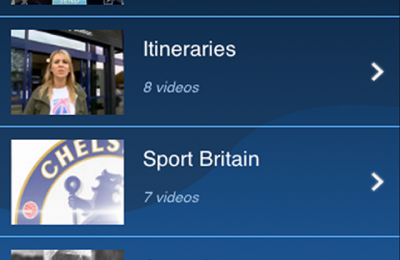 Itineraries
8 videos
CHELS
Sport Britain
7 videos